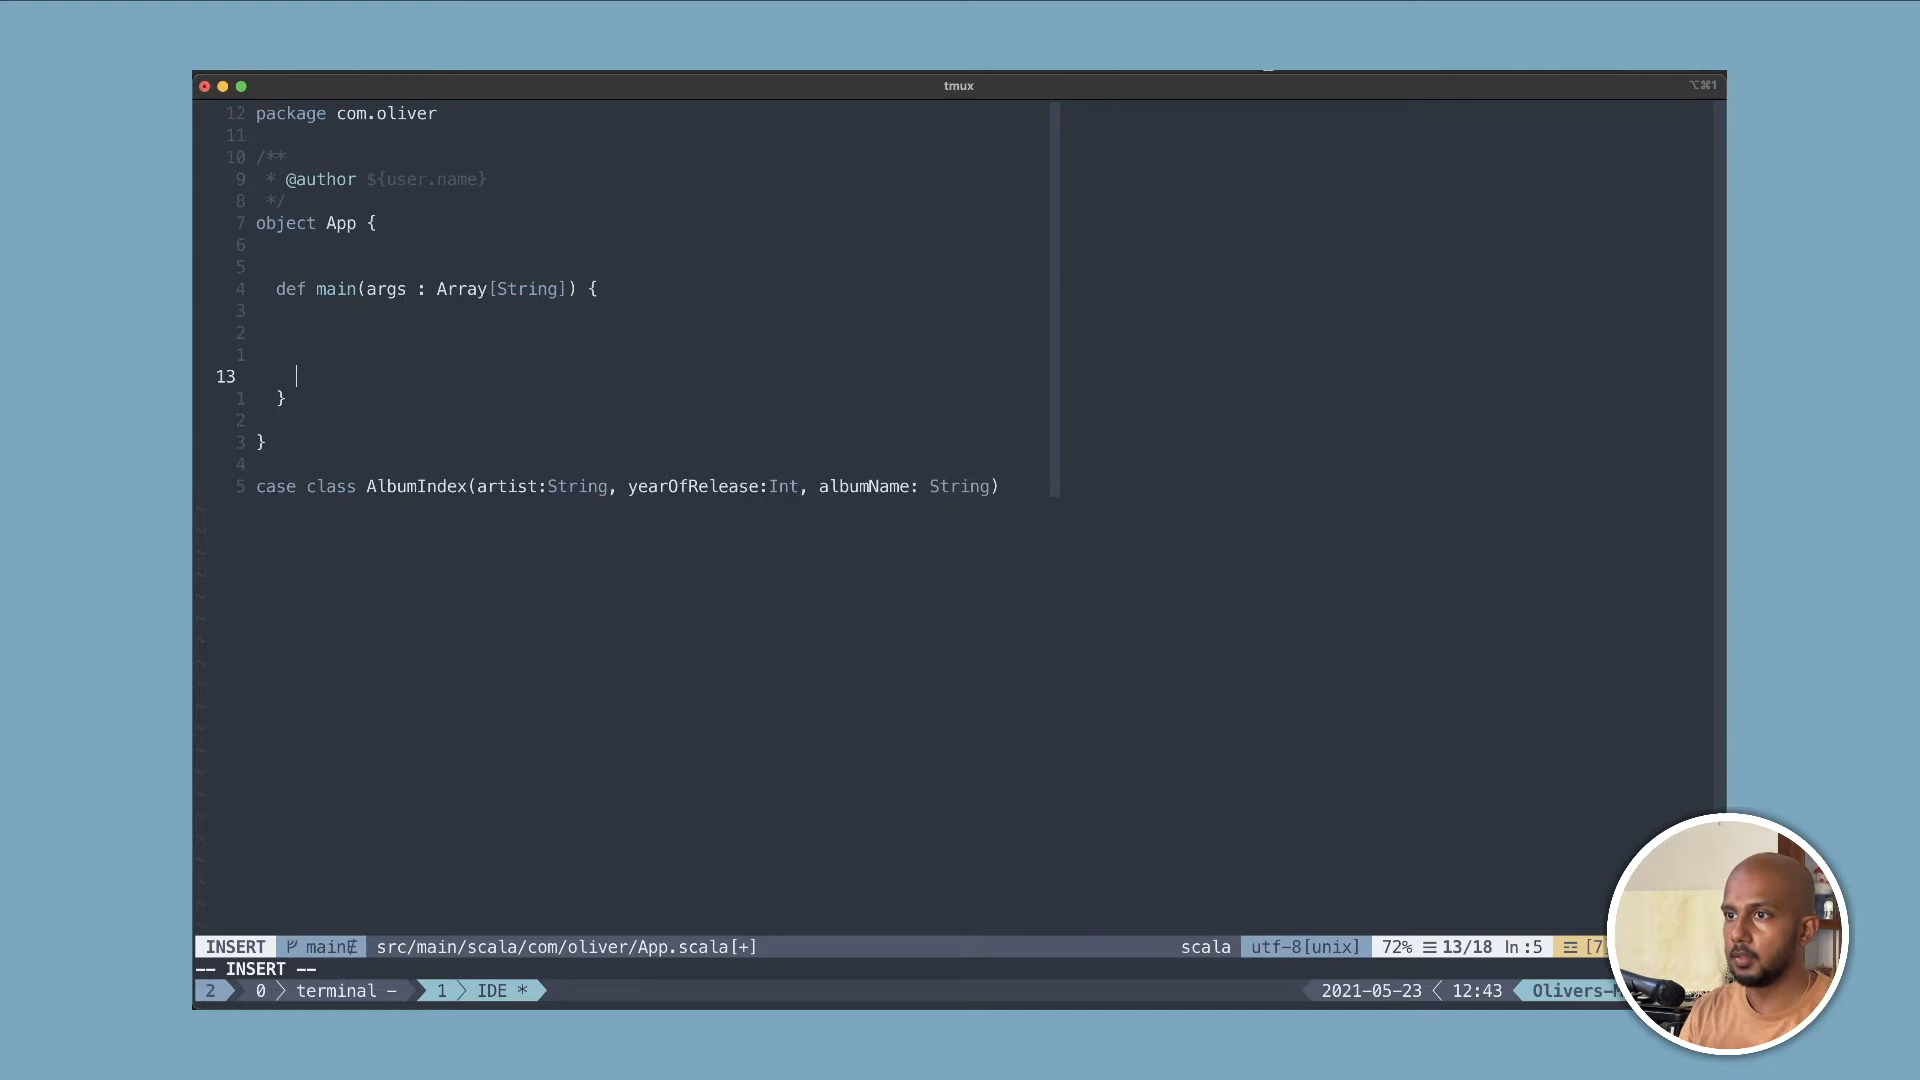 tmux
⌥⌘1
12 package com.oliver
11
10 /**
9 * @author ${user.name}
8 */
7 object App {
6
5
4 def main(args : Array[String]) {
3
2
1
13
1 }
2
3 }
4
5 case class AlbumIndex(artist:String, yearOfRelease:Int, albumName: String)
INSERT main src/main/scala/com/oliver/App.scala[+] scala utf-8[unix] 72% ☰ 13/18 ln :5 ☲ [7]
-- INSERT --
2 0 terminal - 1 IDE * 2021-05-23 12:43 Olivers-M